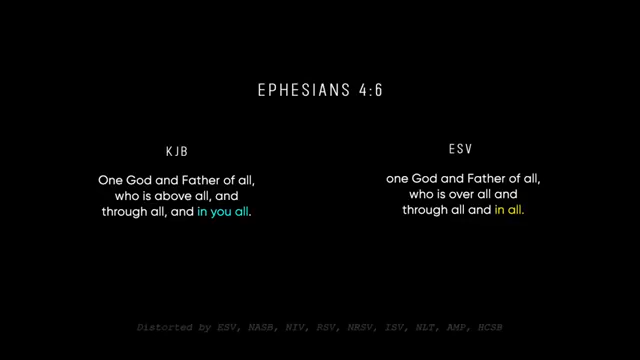 EPHESIANS 4:6
KJB
One God and Father of all,
who is above all, and
through all, and in you all.
ESV
one God and Father of all,
who is over all and
through all and in all.
Distorted by ESV, NASB, NIV, RSV, NRSV, ISV, NLT, AMP, HCSB